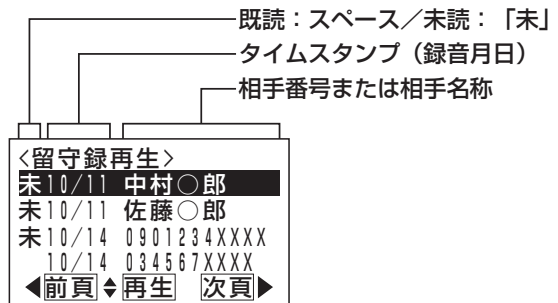 既読：スペース／未読：「未」
タイムスタンプ（録音月日）
相手番号または相手名称
<留守録再生>
未10/11 中村○郎
未10/11 佐藤○郎
未10/14 0901234XXXX
10/14 034567XXXX
◀前頁♦再生 次頁▶